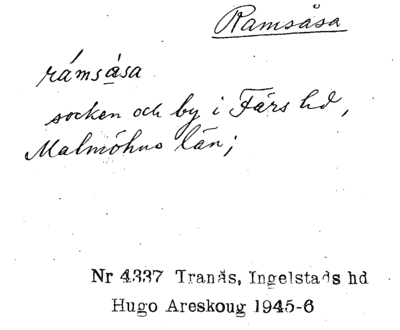 Ramsåsa
rámsåsa
socken och by i Färs hd,
Malmöhus län;
Nr 4337 Tranås, Ingelstads hd
Hugo Areskoug 1945-6